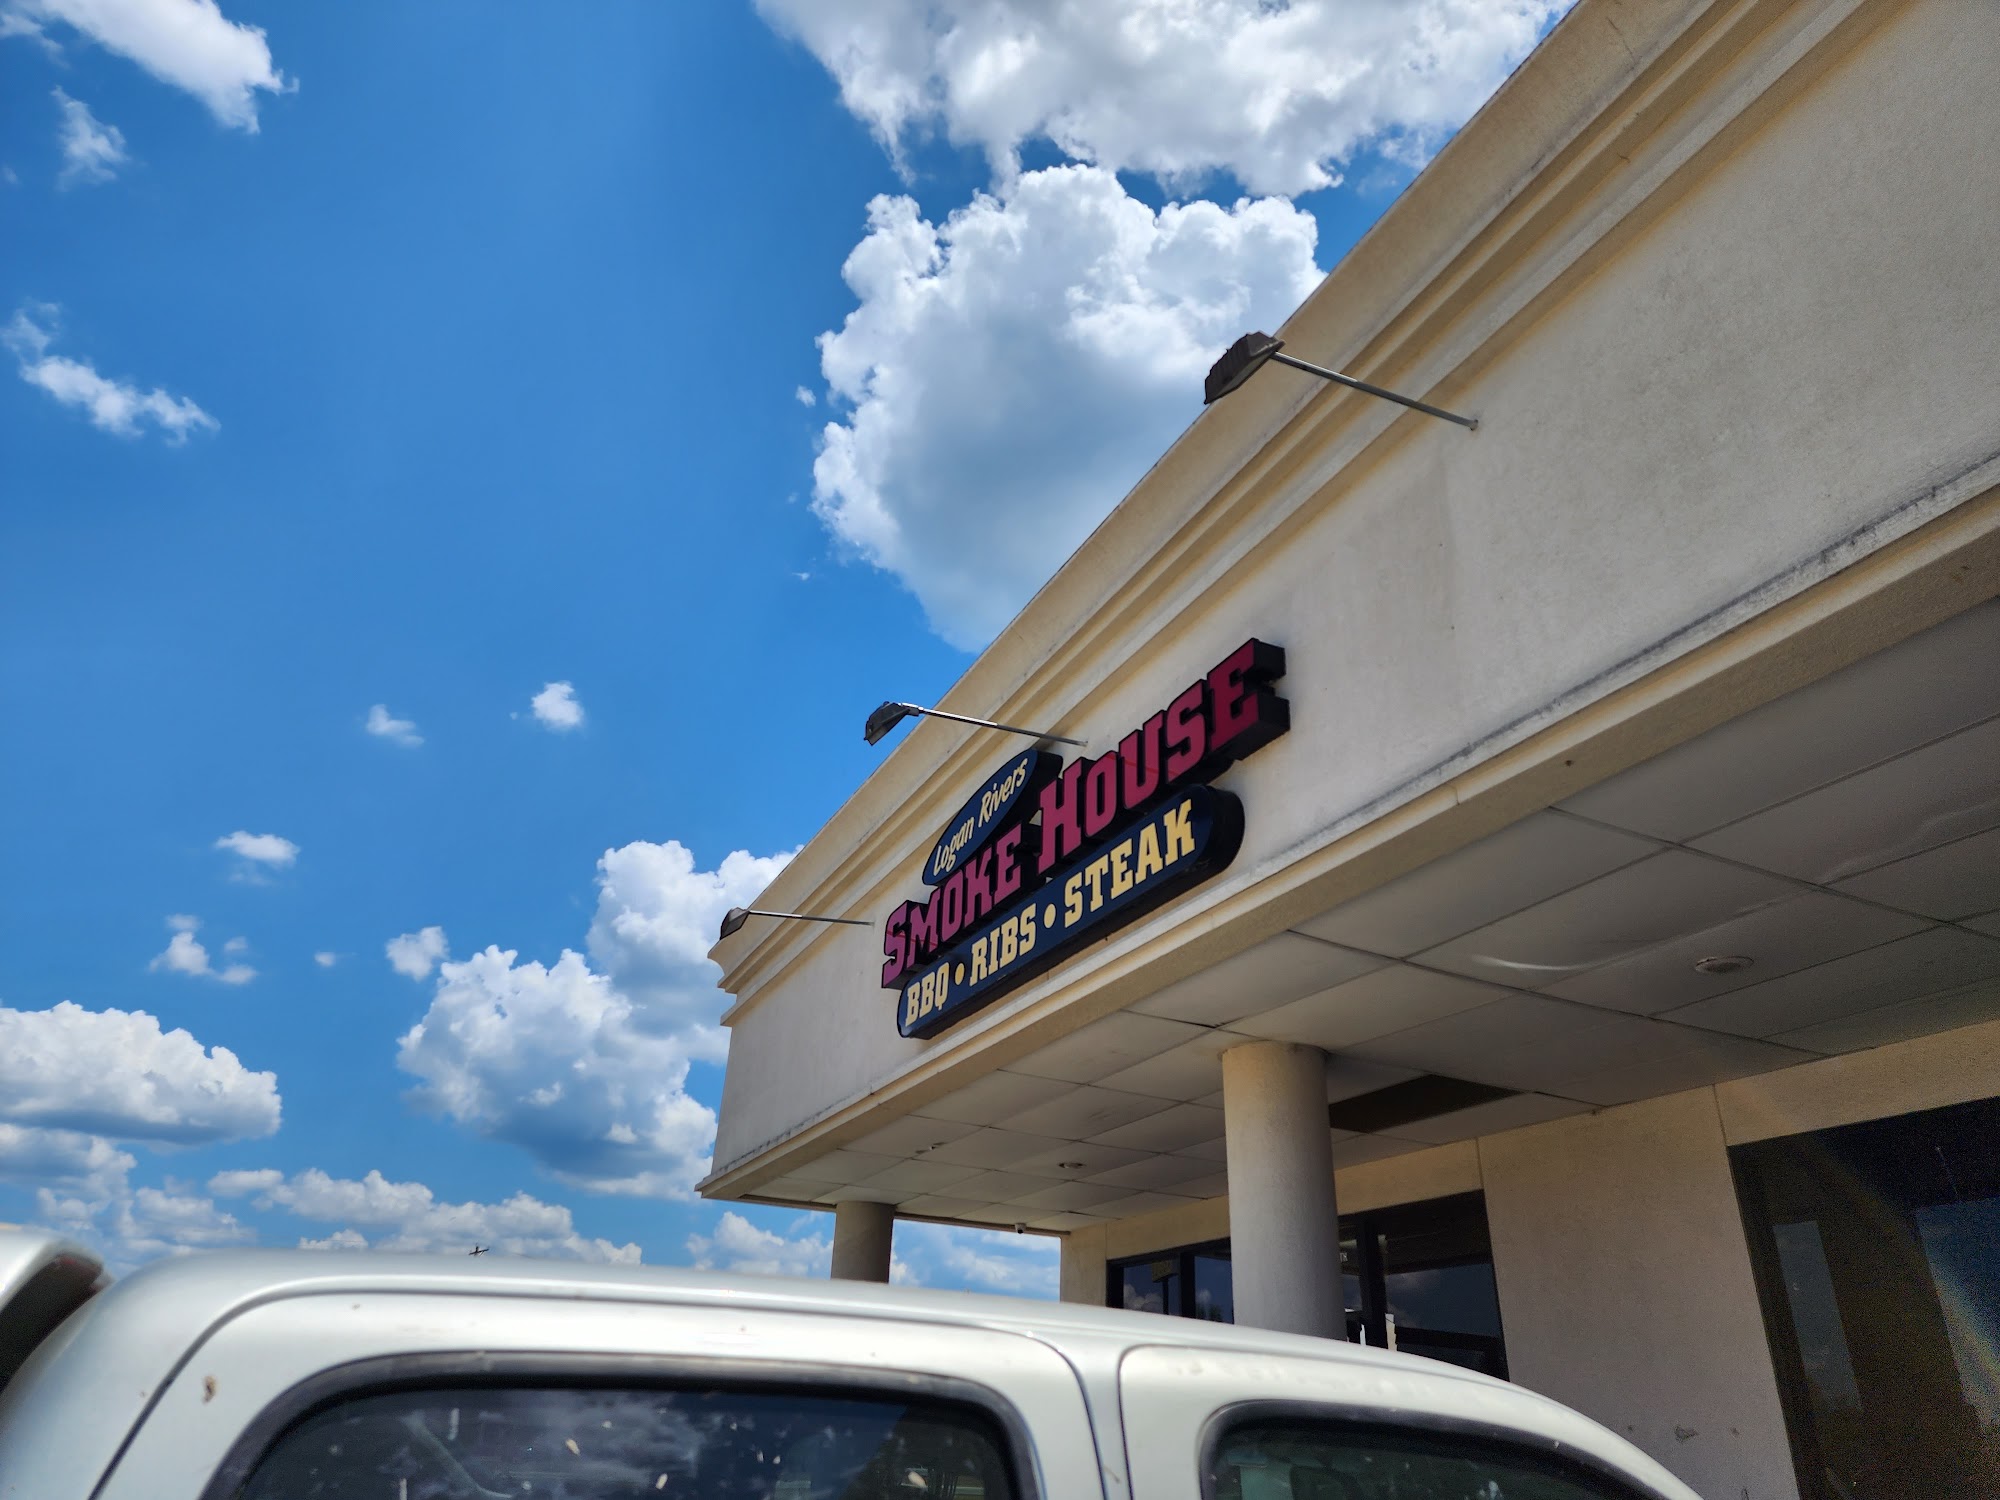 Logan Rivers
SMOKE HOUSE
BBQ • RIBS • STEAK